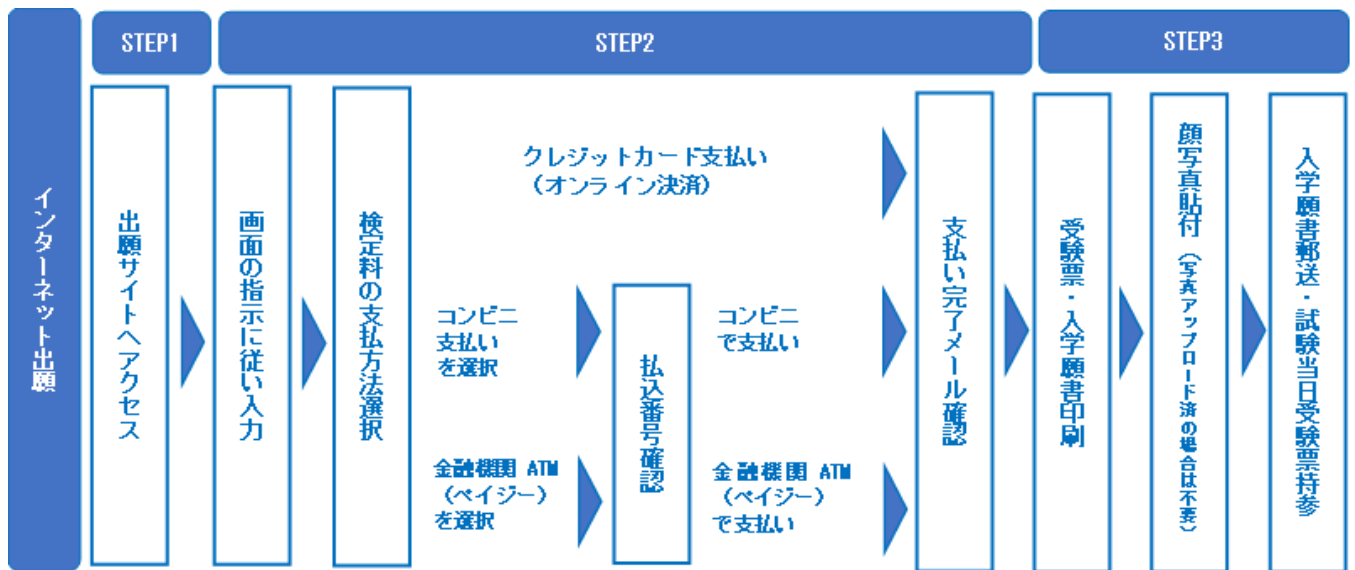 インターネット出願
STEP1
STEP2
STEP3
出願サイトへアクセス
画面の指示に従い入力
検定料の支払方法選択
クレジットカード支払い
（オンライン決済）
コンビニ
支払い
を選択
金融機関 ATM
（ペイジー）
を選択
払込番号確認
コンビニ
で支払い
金融機関 ATM
（ペイジー）
で支払い
支払い完了メール確認
受験票・入学願書印刷
顔写真貼付（写真アップロード済の場合は不要）
入学願書郵送・試験当日受験票持参